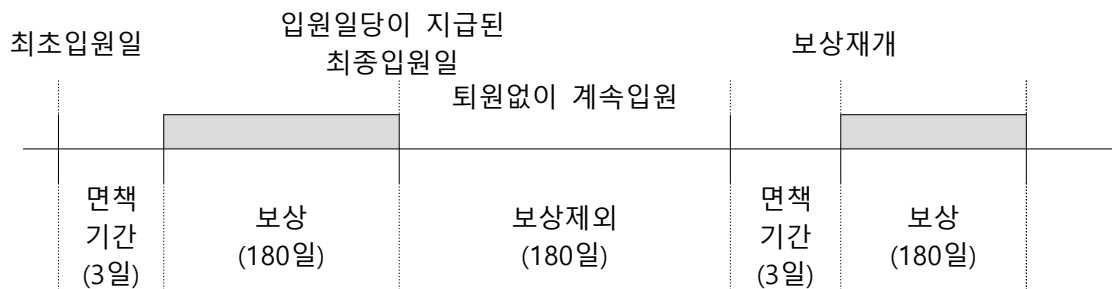 최초입원일
입원일당이 지급된
최종입원일
보상재개
퇴원없이 계속입원
면책
기간
(3일)
보상
(180일)
보상제외
(180일)
면책
기간
(3일)
보상
(180일)